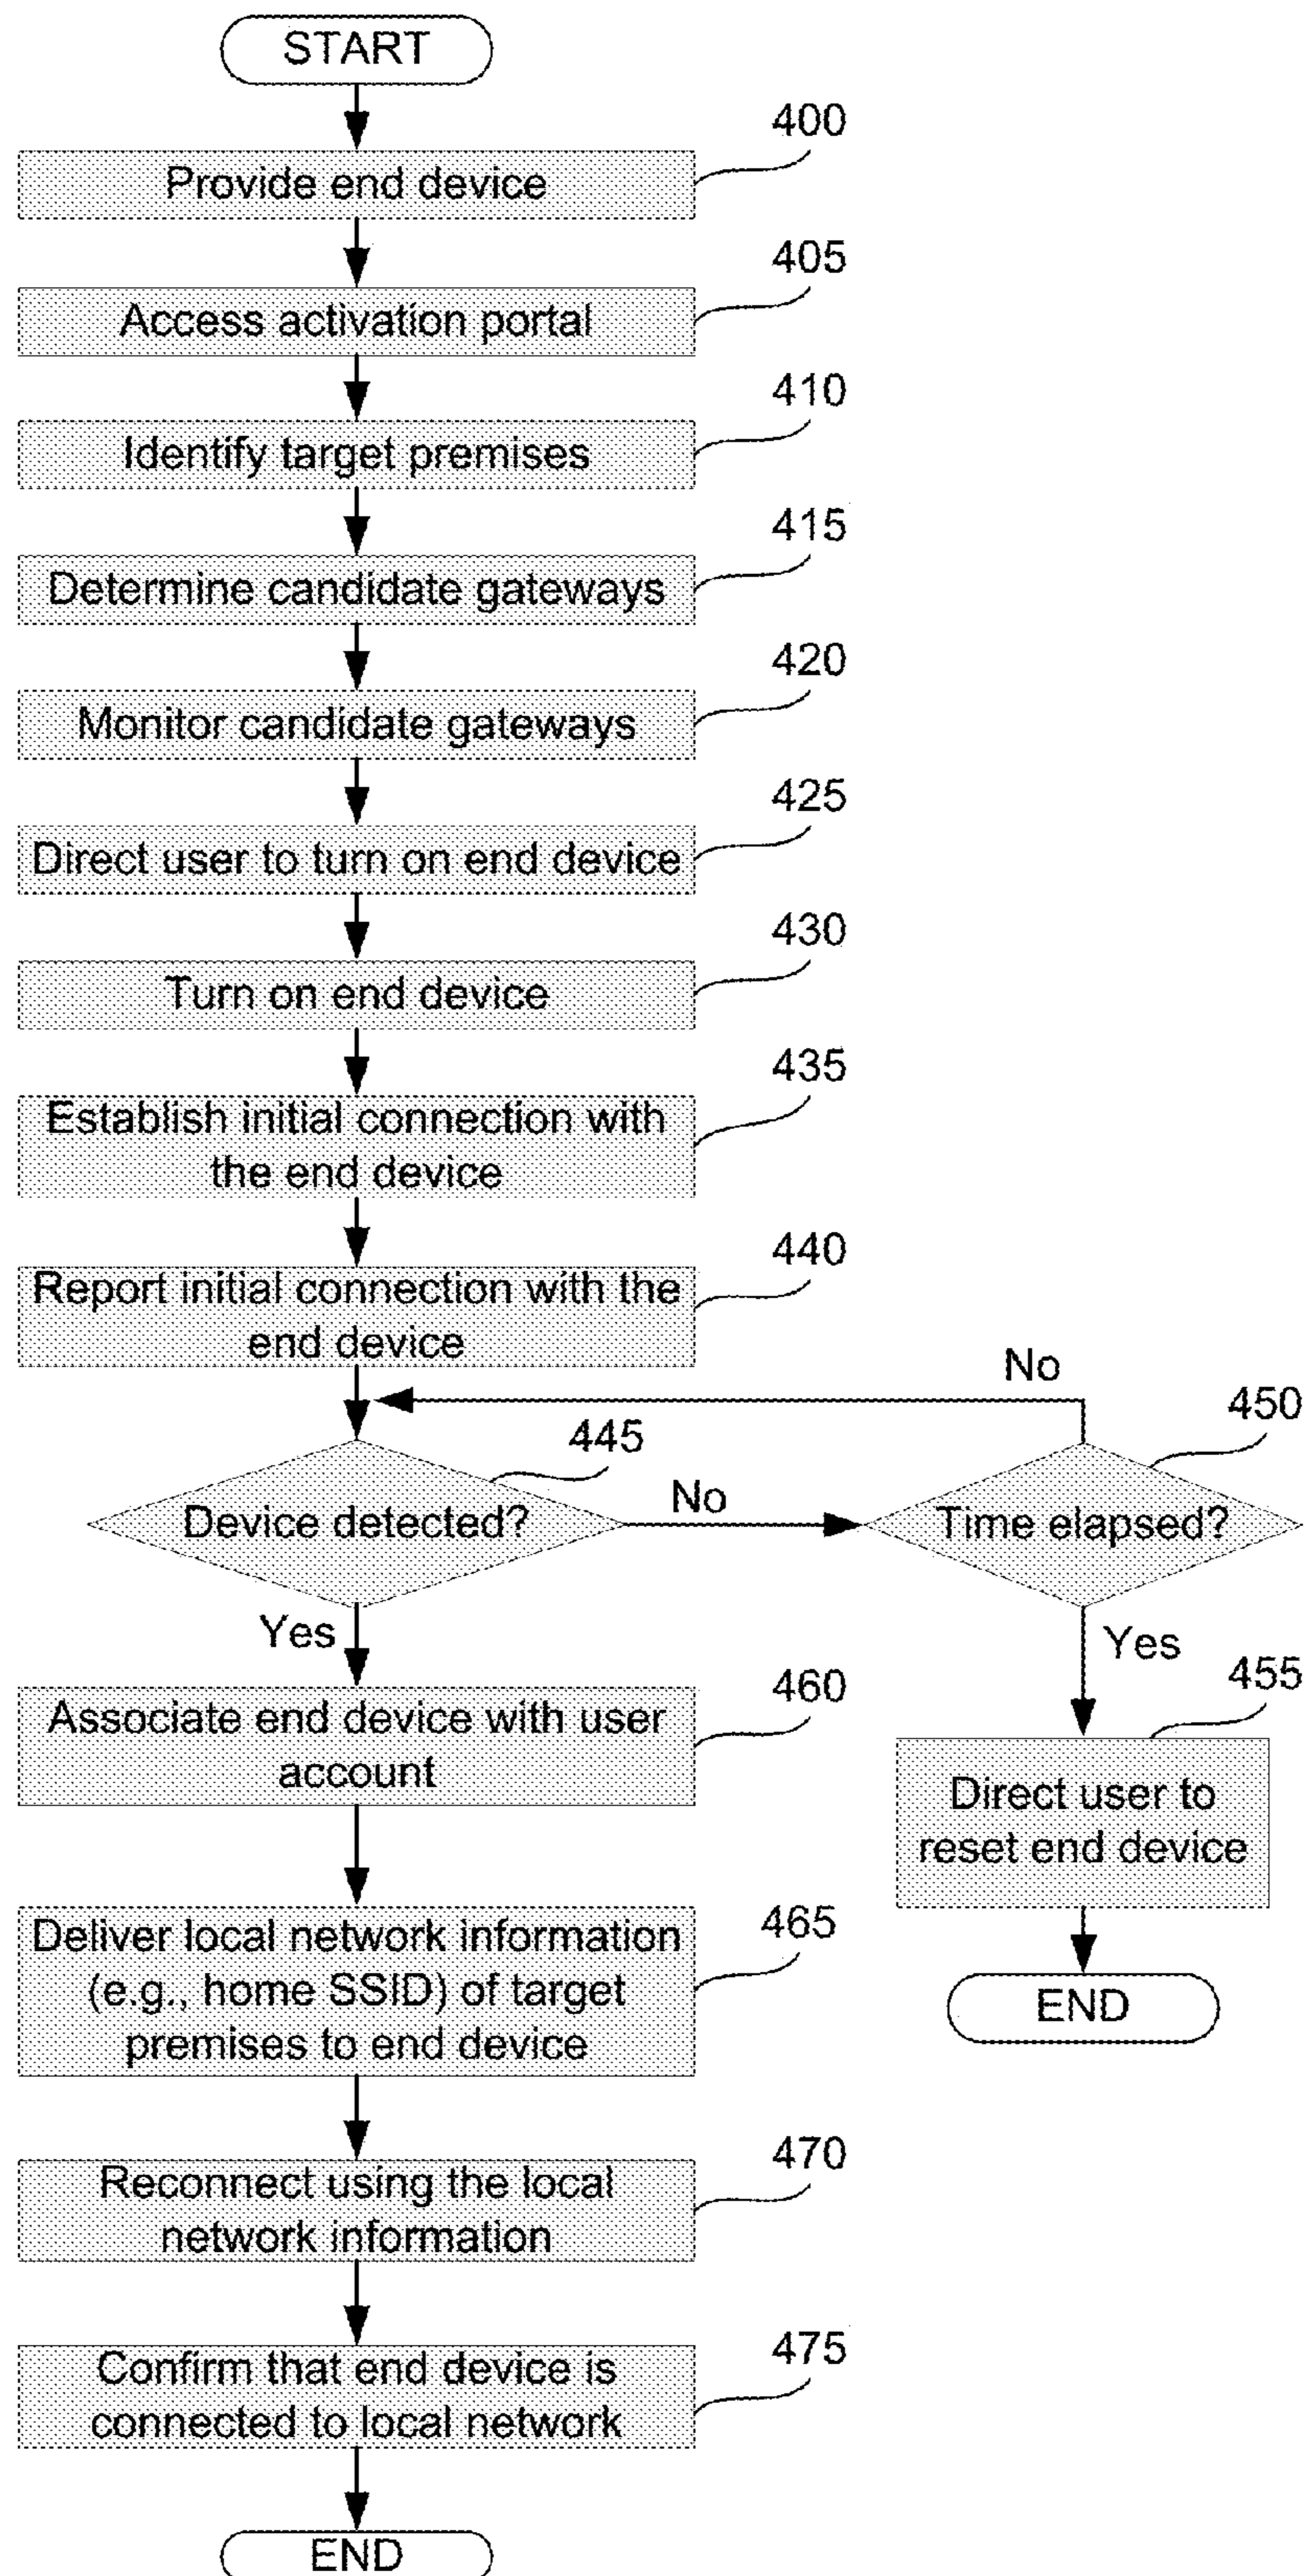 START
400
Provide end device
405
Access activation portal
410
Identify target premises
415
Determine candidate gateways
420
Monitor candidate gateways
425
Direct user to turn on end device
430
Turn on end device
435
Establish initial connection with
the end device
440
Report initial connection with the
end device
No
450
445
Device detected?
No
Time elapsed?
Yes
Yes
455
460
Associate end device with user
account
Direct user to
reset end device
465
Deliver local network information
(e.g., home SSID) of target
premises to end device
END
470
Reconnect using the local
network information
475
Confirm that end device is
connected to local network
END